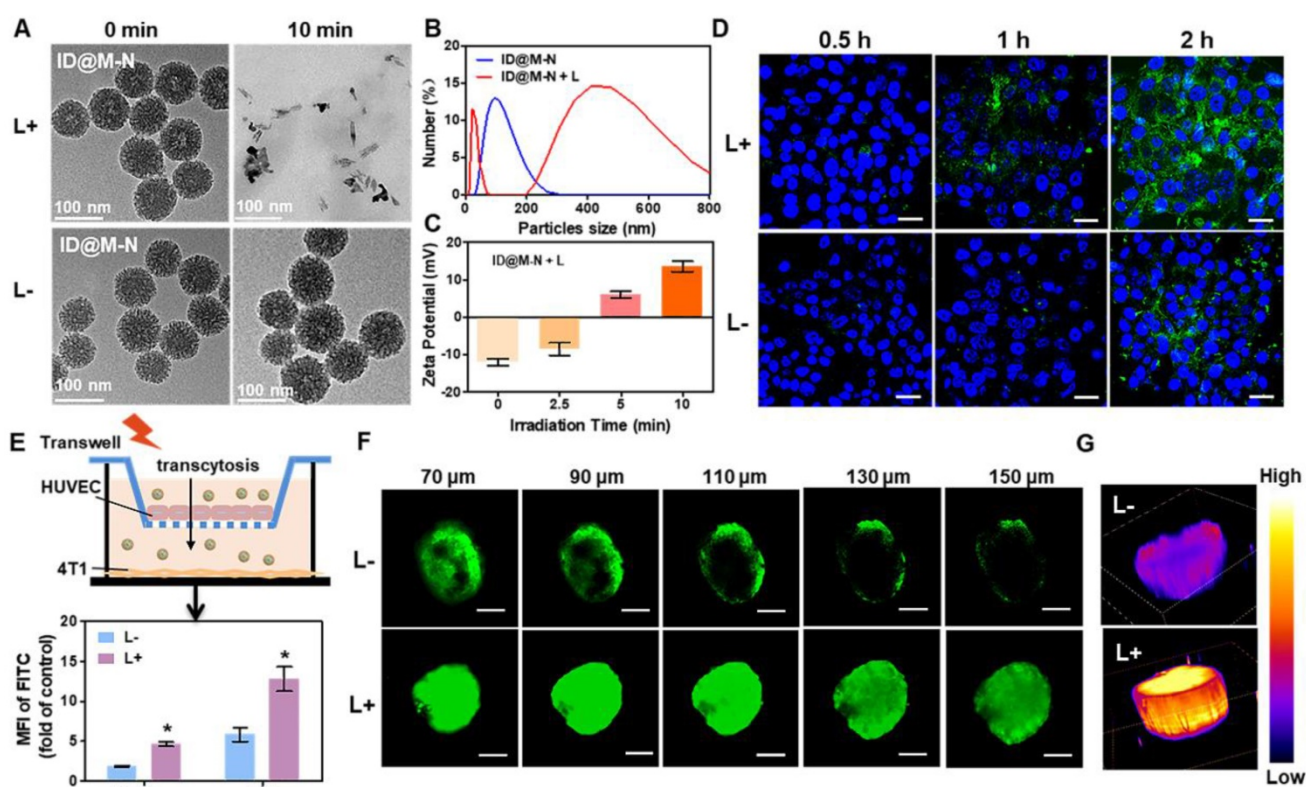 A
0 min
10 min
L+
ID@M-N
100 nm
100 nm
L-
ID@M-N
100 nm
100 nm
B
ID@M-N
ID@M-N + L
Number (%)
20
15
10
5
0
0
200
400
600
800
Particles size (nm)
C
ID@M-N + L
Zeta Potential (mV)
20
10
0
-10
-20
0
2.5
5
10
Irradiation Time (min)
D
0.5 h
1 h
2 h
L+
L-
E
Transwell
transcytosis
HUVEC
4T1
L-
L+
MFI of FITC
(fold of control)
20
15
10
5
0
*
*
F
70 μm
90 μm
110 μm
130 μm
150 μm
L-
L+
G
L-
L+
High
Low